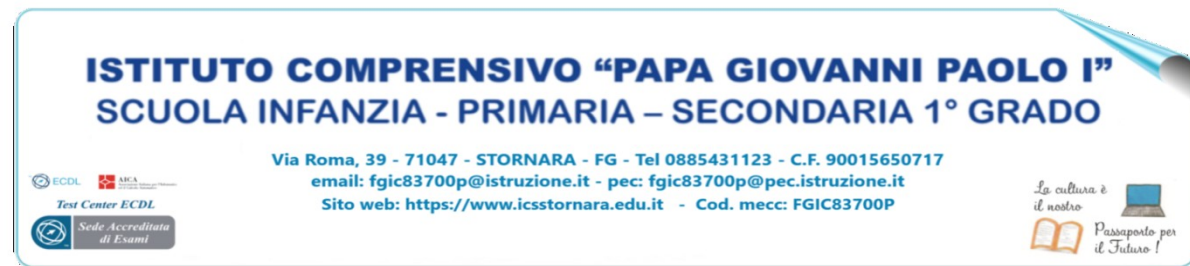 ISTITUTO COMPRENSIVO “PAPA GIOVANNI PAOLO I”
SCUOLA INFANZIA - PRIMARIA – SECONDARIA 1° GRADO
Via Roma, 39 - 71047 - STORNARA - FG - Tel 0885431123 - C.F. 90015650717
email: fgic83700p@istruzione.it - pec: fgic83700p@pec.istruzione.it
Sito web: https://www.icsstornara.edu.it - Cod. mecc: FGIC83700P
ECDL
AICA
Test Center ECDL
Sede Accreditata
di Esami
La cultura è
il nostro
Passaporto per
il Futuro !